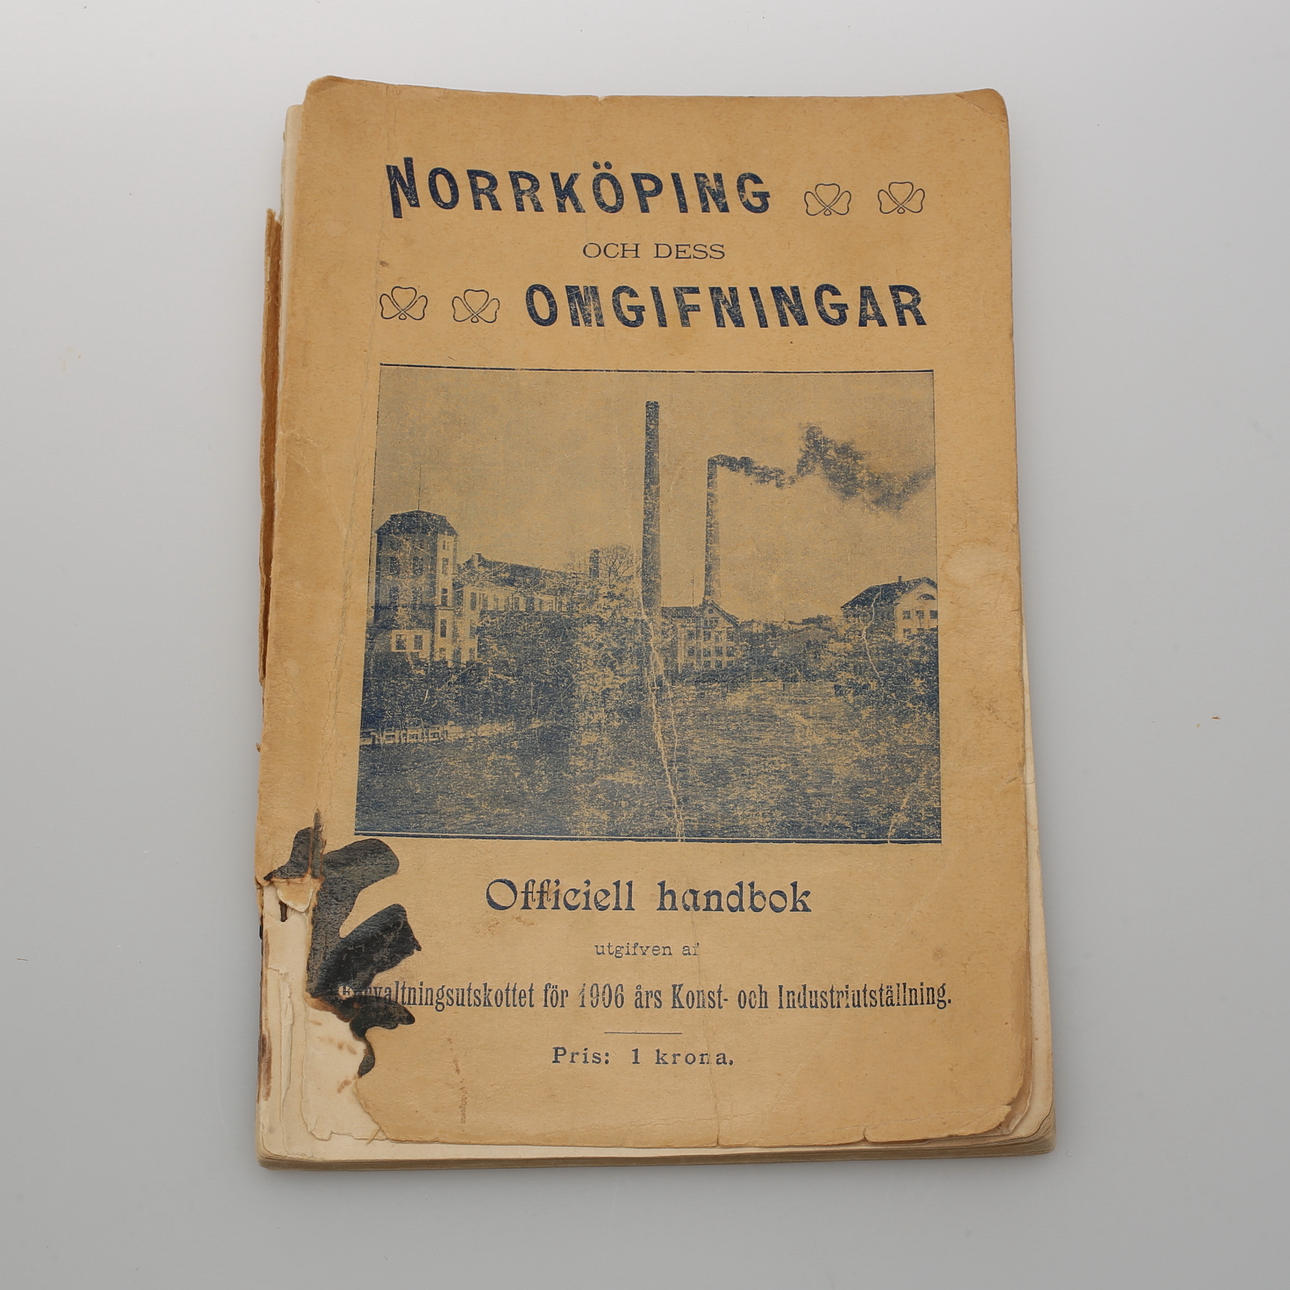 NORRKÖPING
OCH DESS
OMGIFNINGAR
Officiell handbok
utgifven af
Förvaltningsutskottet för 1906 års Konst- och Industriutställning.
Pris: 1 krona.